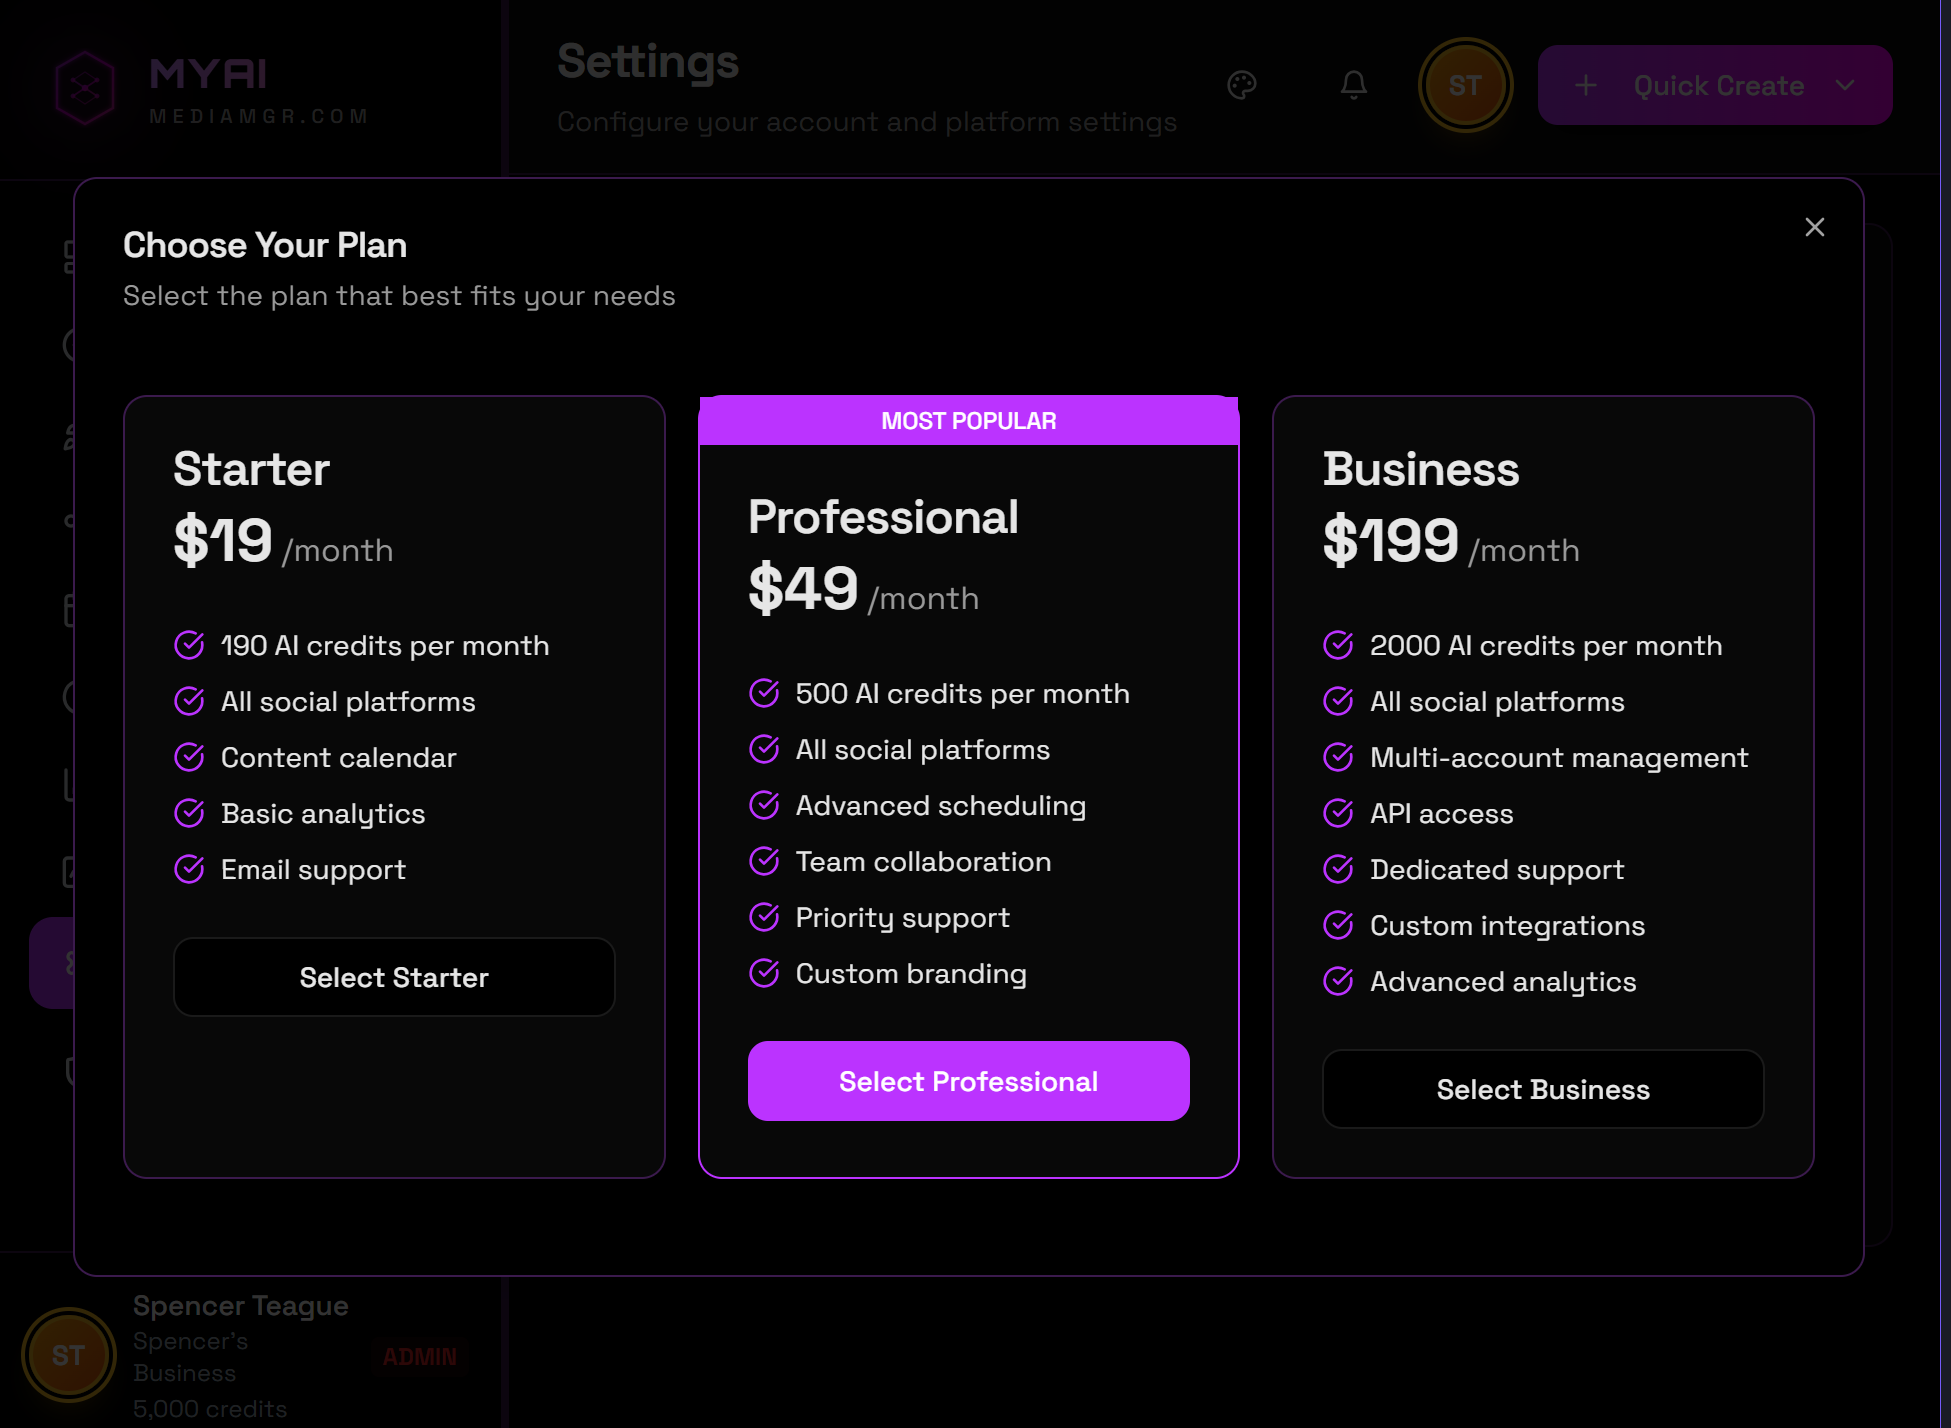 MYAI
MEDIAMGR.COM
Settings
Configure your account and platform settings
ST
Quick Create
Choose Your Plan
Select the plan that best fits your needs
Starter
$19 /month
190 AI credits per month
All social platforms
Content calendar
Basic analytics
Email support
Select Starter
MOST POPULAR
Professional
$49 /month
500 AI credits per month
All social platforms
Advanced scheduling
Team collaboration
Priority support
Custom branding
Select Professional
Business
$199 /month
2000 AI credits per month
All social platforms
Multi-account management
API access
Dedicated support
Custom integrations
Advanced analytics
Select Business
ST
Spencer Teague
Spencer's
Business
5,000 credits
ADMIN